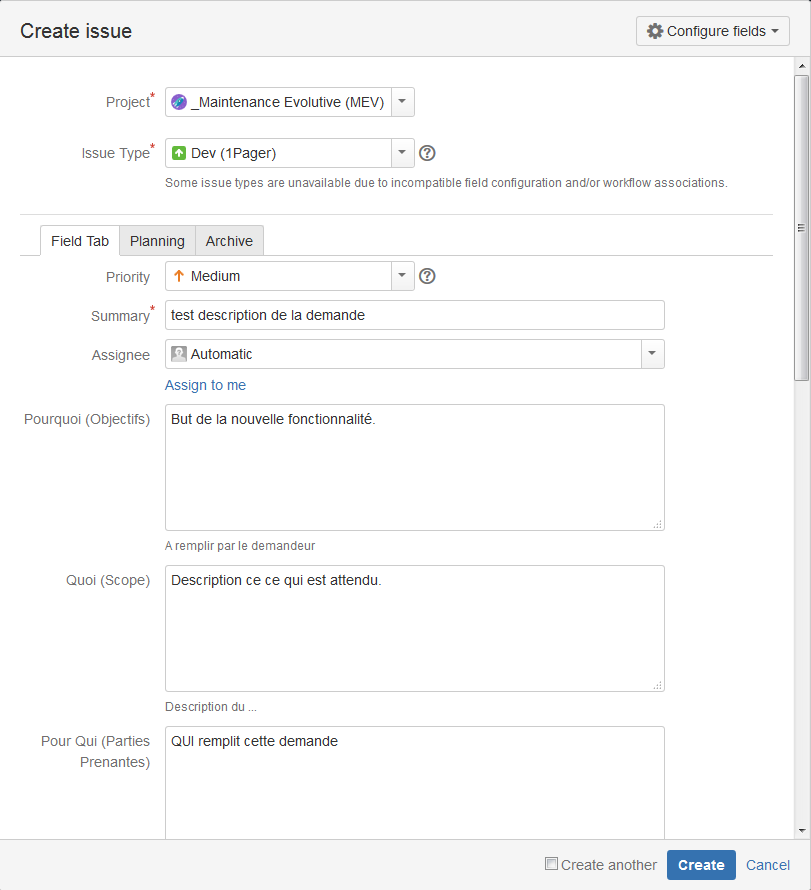 Create issue
Configure fields
Project*
_Maintenance Evolutive (MEV)
Issue Type*
Dev (1Pager)
Some issue types are unavailable due to incompatible field configuration and/or workflow associations.
Field Tab
Planning
Archive
Priority
Medium
Summary*
test description de la demande
Assignee
Automatic
Assign to me
Pourquoi (Objectifs)
But de la nouvelle fonctionnalité.
A remplir par le demandeur
Quoi (Scope)
Description ce ce qui est attendu.
Description du ...
Pour Qui (Parties
Prenantes)
QUI remplit cette demande
Create another
Create
Cancel